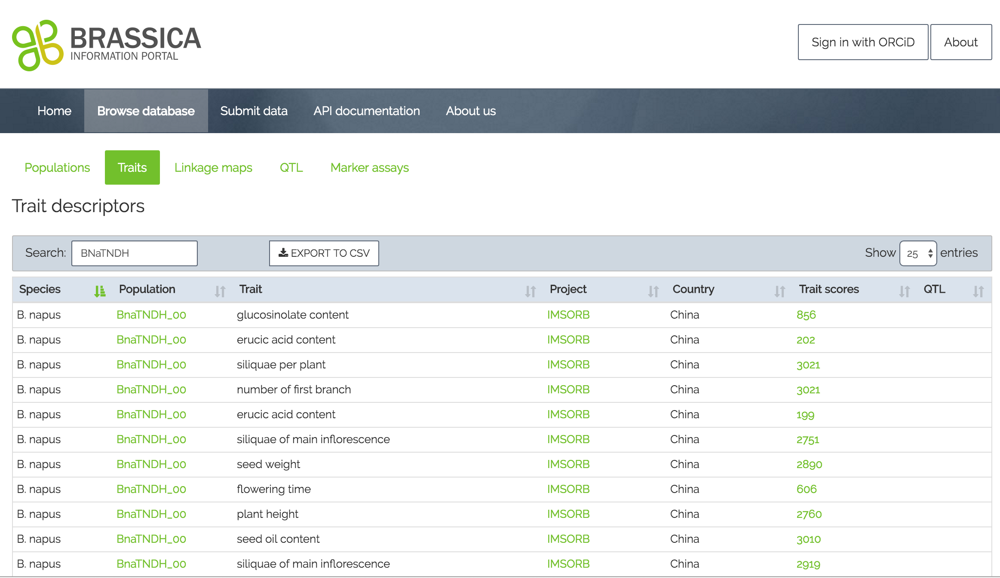 BRASSICA
INFORMATION PORTAL
Sign in with ORCiD About
Home Browse database Submit data API documentation About us
Populations Traits Linkage maps QTL Marker assays
Trait descriptors
Search: BNaTNDH EXPORT TO CSV Show 25 entries
Species Population Trait Project Country Trait scores QTL
B. napus BnaTNDH_00 glucosinolate content IMSORB China 856
B. napus BnaTNDH_00 erucic acid content IMSORB China 202
B. napus BnaTNDH_00 siliquae per plant IMSORB China 3021
B. napus BnaTNDH_00 number of first branch IMSORB China 3021
B. napus BnaTNDH_00 erucic acid content IMSORB China 199
B. napus BnaTNDH_00 siliquae of main inflorescence IMSORB China 2751
B. napus BnaTNDH_00 seed weight IMSORB China 2890
B. napus BnaTNDH_00 flowering time IMSORB China 606
B. napus BnaTNDH_00 plant height IMSORB China 2760
B. napus BnaTNDH_00 seed oil content IMSORB China 3010
B. napus BnaTNDH_00 siliquae of main inflorescence IMSORB China 2919